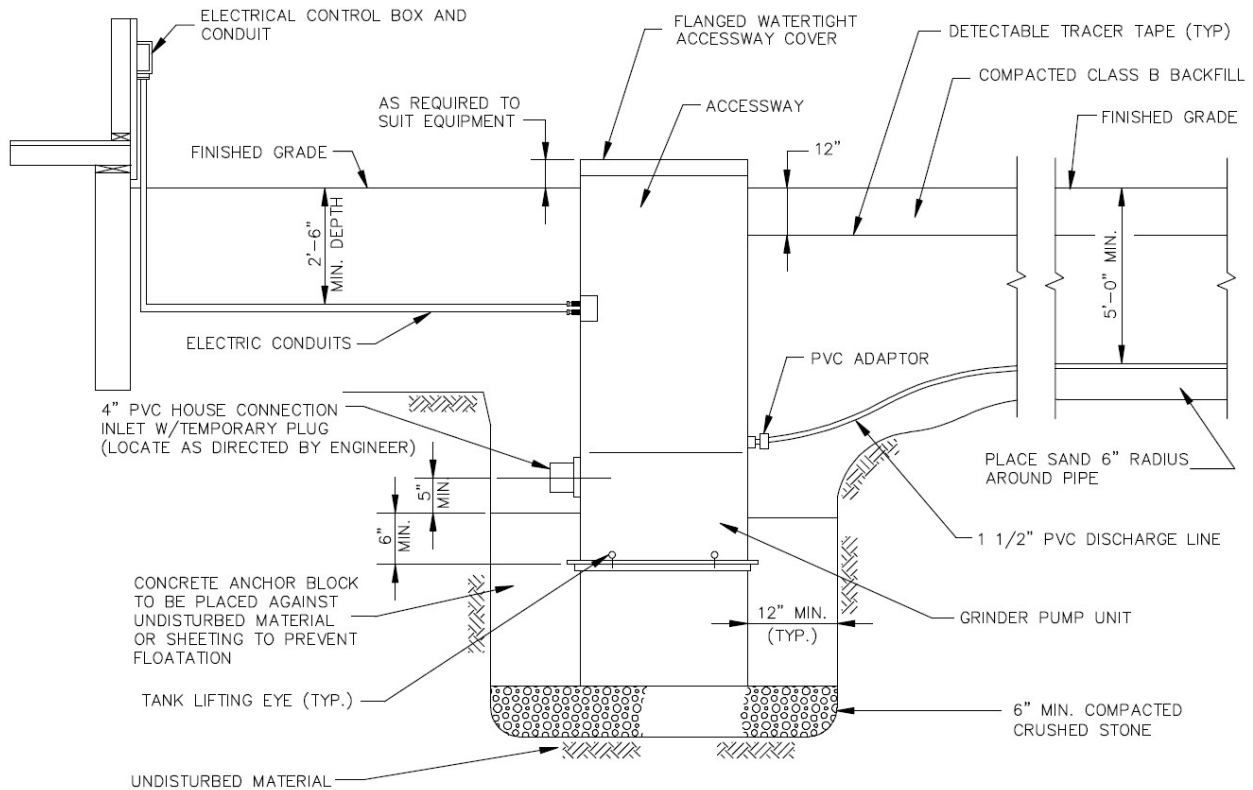 ELECTRICAL CONTROL BOX AND
CONDUIT
FLANGED WATERTIGHT
ACCESSWAY COVER
DETECTABLE TRACER TAPE (TYP)
COMPACTED CLASS B BACKFILL
AS REQUIRED TO
SUIT EQUIPMENT
ACCESSWAY
FINISHED GRADE
FINISHED GRADE
12"
2'-6"
MIN. DEPTH
5'-0" MIN.
ELECTRIC CONDUITS
PVC ADAPTOR
4" PVC HOUSE CONNECTION
INLET W/TEMPORARY PLUG
(LOCATE AS DIRECTED BY ENGINEER)
PLACE SAND 6" RADIUS
AROUND PIPE
5"
MIN.
6"
MIN.
1 1/2" PVC DISCHARGE LINE
CONCRETE ANCHOR BLOCK
TO BE PLACED AGAINST
UNDISTURBED MATERIAL
OR SHEETING TO PREVENT
FLOATATION
12" MIN.
(TYP.)
GRINDER PUMP UNIT
TANK LIFTING EYE (TYP.)
6" MIN. COMPACTED
CRUSHED STONE
UNDISTURBED MATERIAL